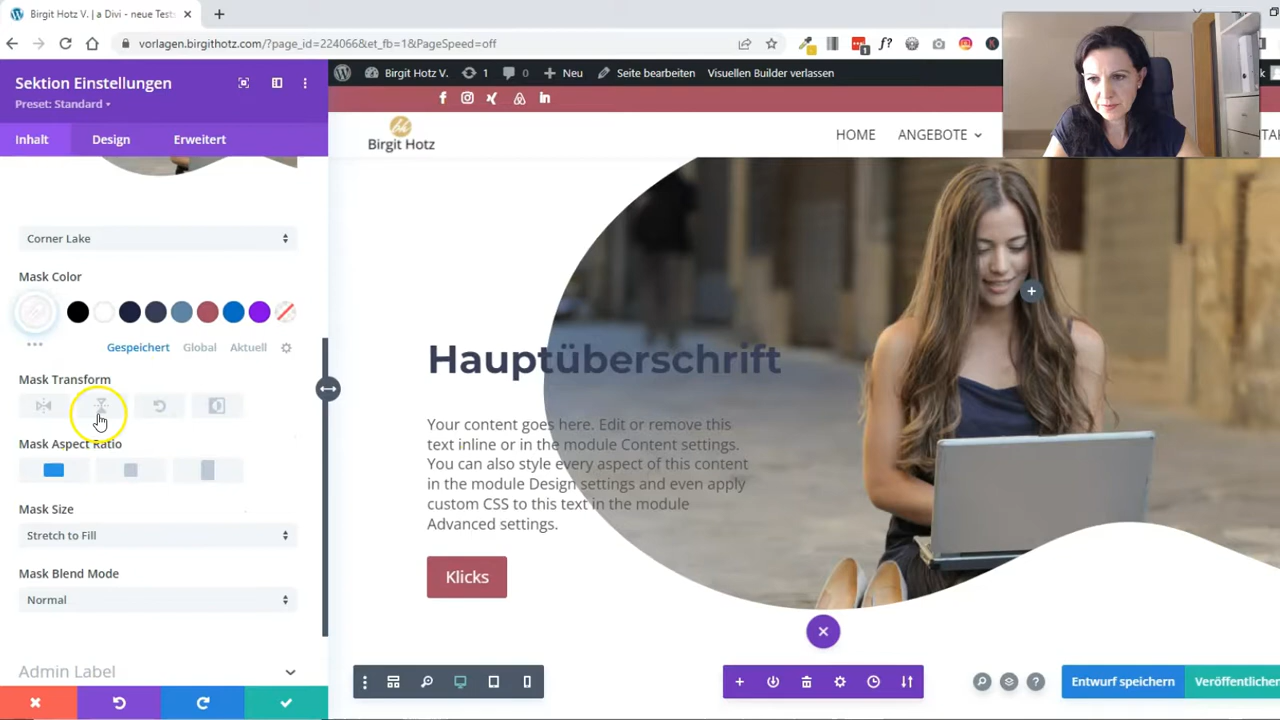 Birgit Hotz V. | a Divi - neue Test
vorlagen.birgithotz.com/?page_id=224066&et_fb=1&PageSpeed=off
f?
Sektion Einstellungen
Preset: Standard
Inhalt
Design
Erweitert
Corner Lake
Mask Color
Gespeichert
Global
Aktuell
Mask Transform
Mask Aspect Ratio
Mask Size
Stretch to Fill
Mask Blend Mode
Normal
Admin Label
Birgit Hotz V.
1
0
Neu
Seite bearbeiten
Visuellen Builder verlassen
Birgit Hotz
HOME
ANGEBOTE
Hauptüberschrift
Your content goes here. Edit or remove this
text inline or in the module Content settings.
You can also style every aspect of this content
in the module Design settings and even apply
custom CSS to this text in the module
Advanced settings.
Klicks
Entwurf speichern